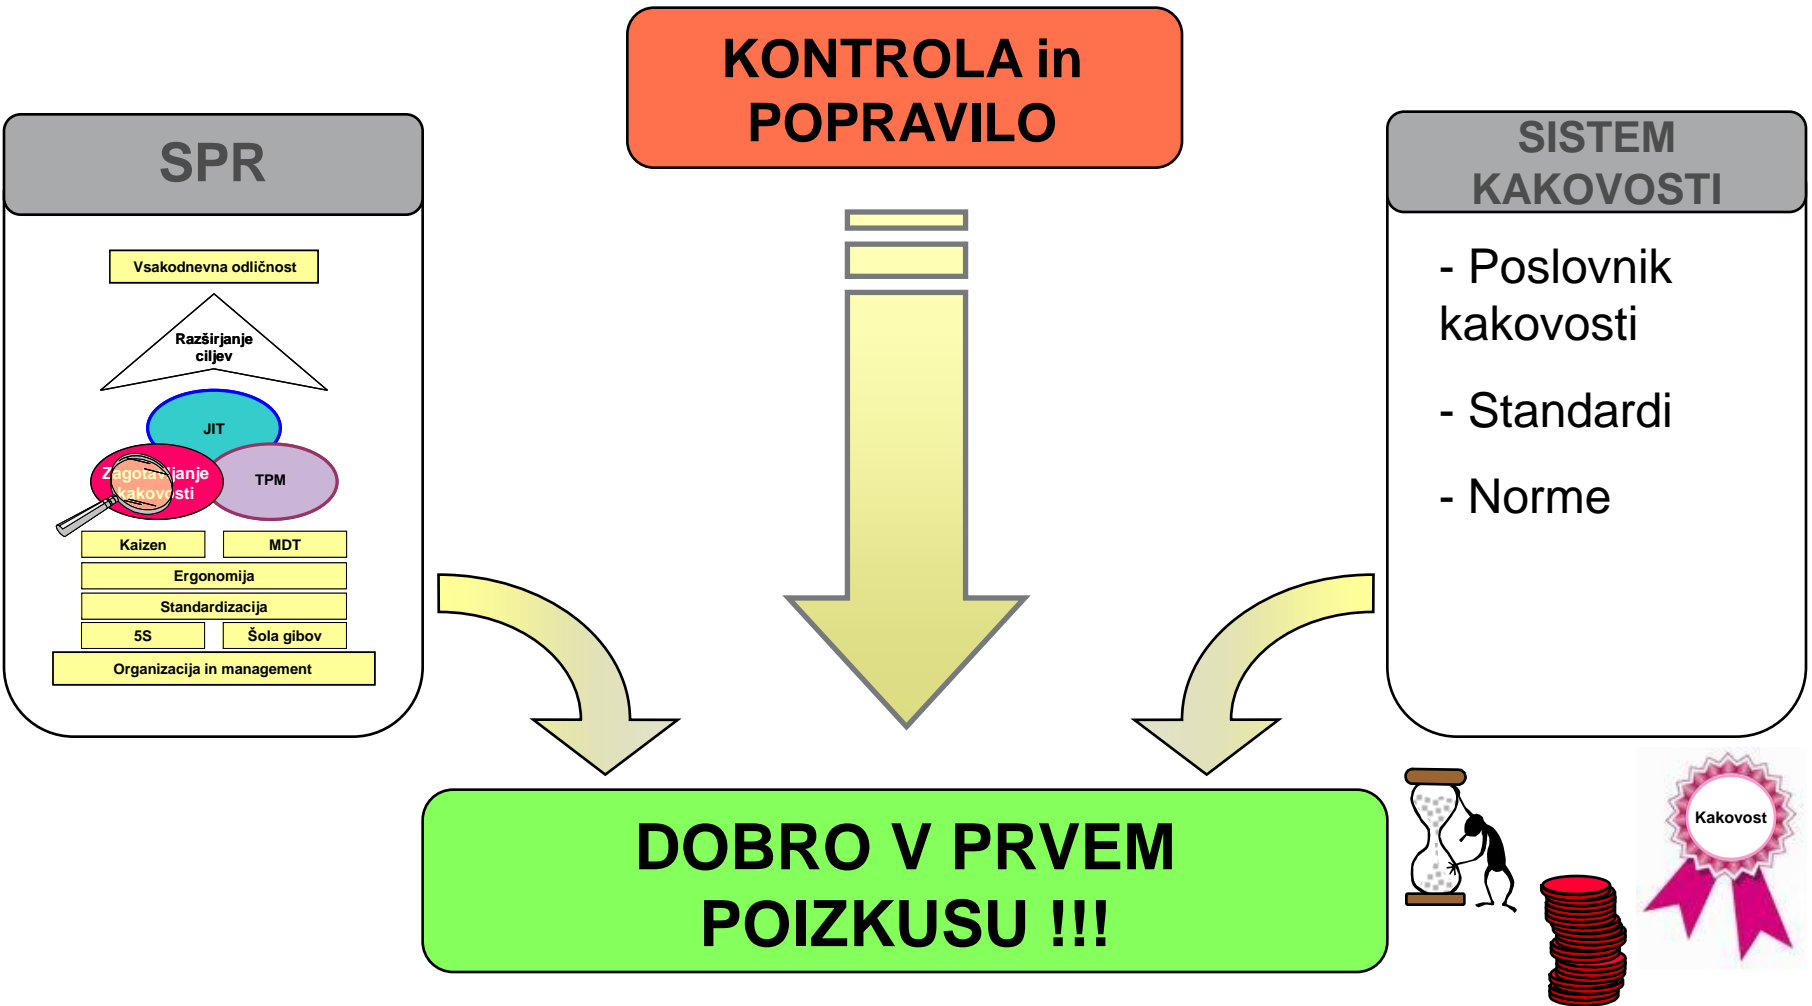 KONTROLA in
POPRAVILO
SPR
Vsakodnevna odličnost
Razširjanje
ciljev
JIT
Zagotavljanje
kakovosti
TPM
Kaizen
MDT
Ergonomija
Standardizacija
5S
Šola gibov
Organizacija in management
SISTEM
KAKOVOSTI
- Poslovnik
kakovosti
- Standardi
- Norme
DOBRO V PRVEM
POIZKUSU !!!
Kakovost